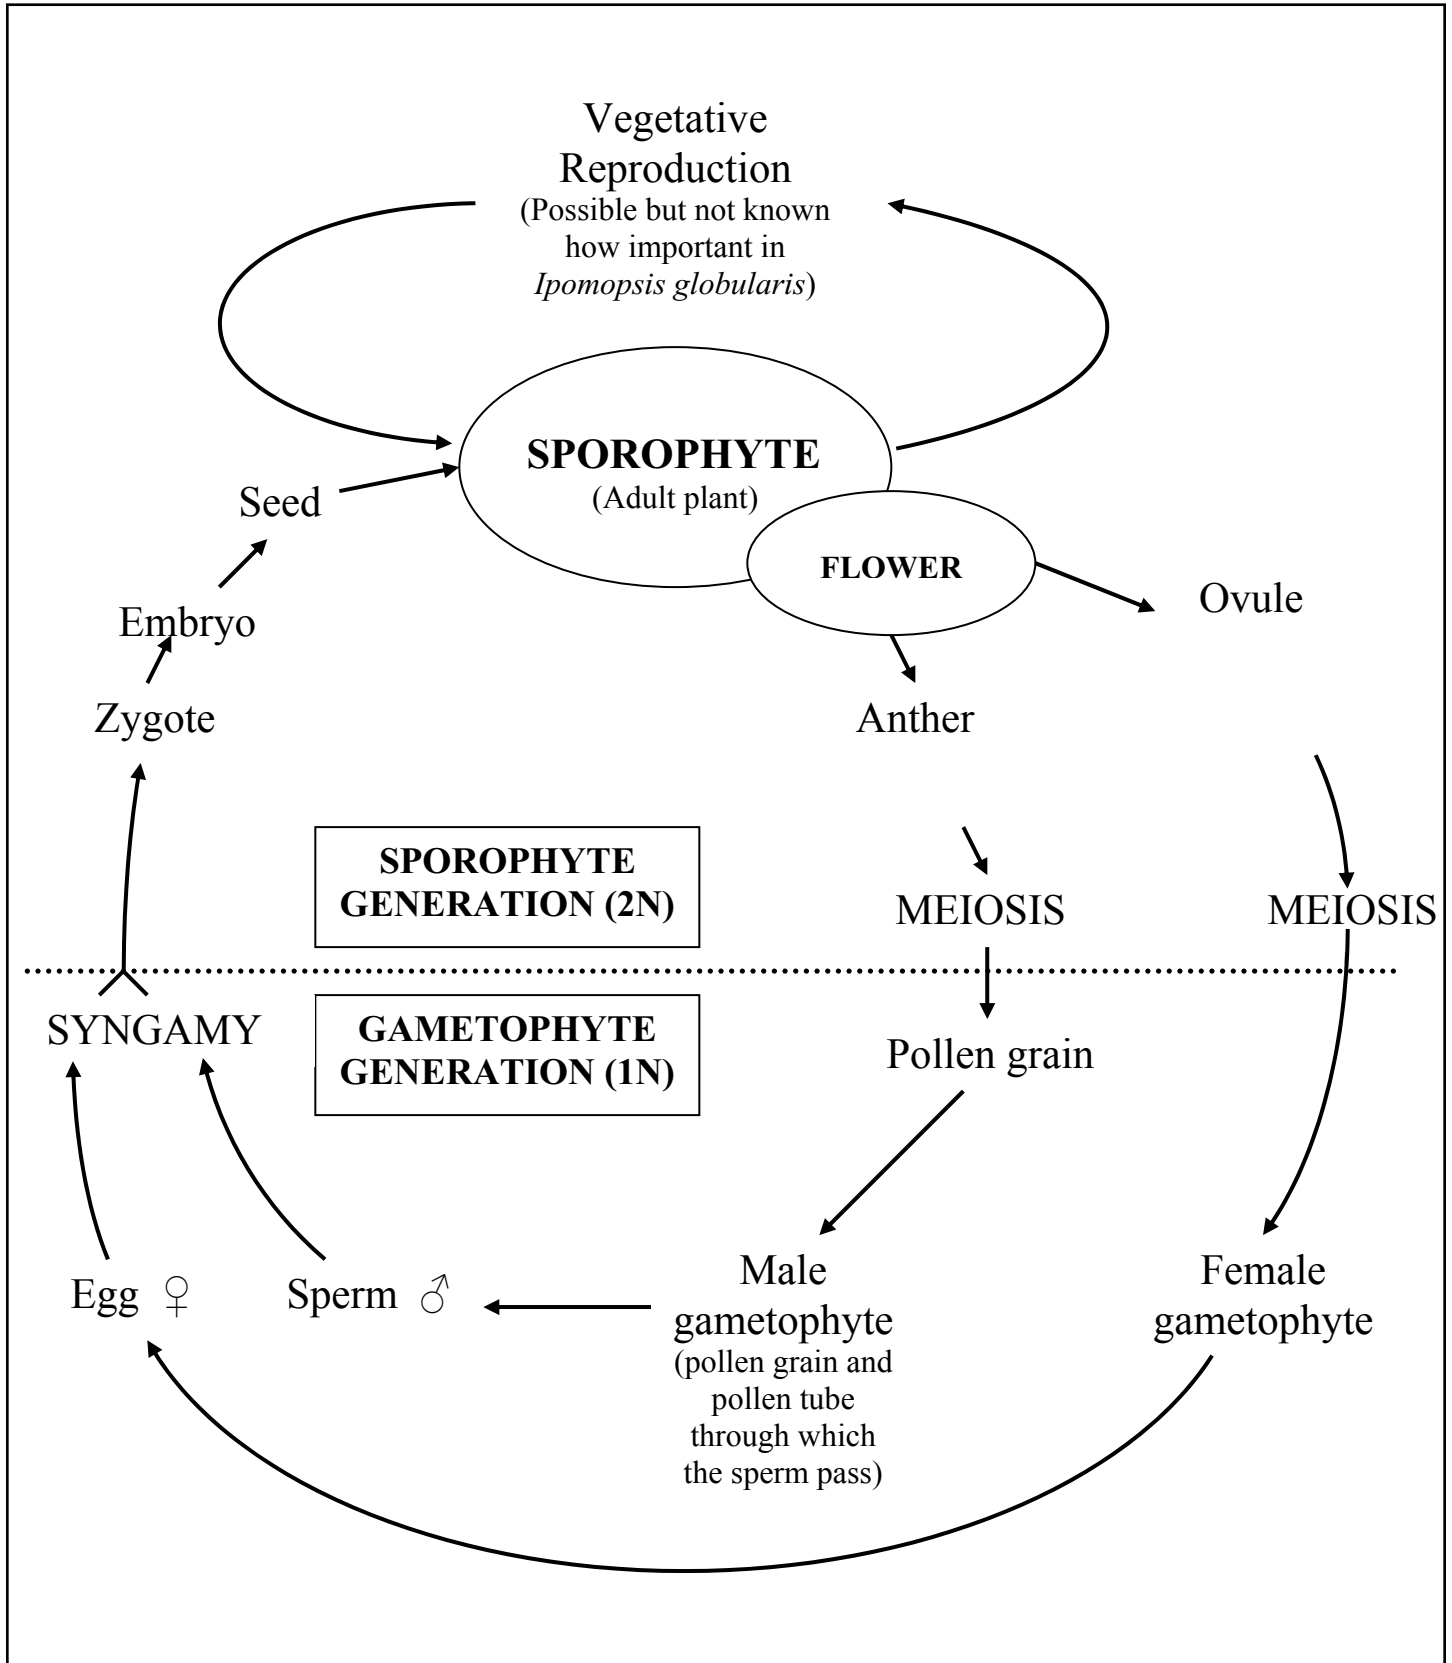 Vegetative
Reproduction
(Possible but not known
how important in
Ipomopsis globularis)
SPOROPHYTE
(Adult plant)
Seed
FLOWER
Ovule
Embryo
Zygote
Anther
SPOROPHYTE
GENERATION (2N)
MEIOSIS
MEIOSIS
SYNGAMY
GAMETOPHYTE
GENERATION (1N)
Pollen grain
Egg ♀
Sperm ♂
Male
gametophyte
(pollen grain and
pollen tube
through which
the sperm pass)
Female
gametophyte